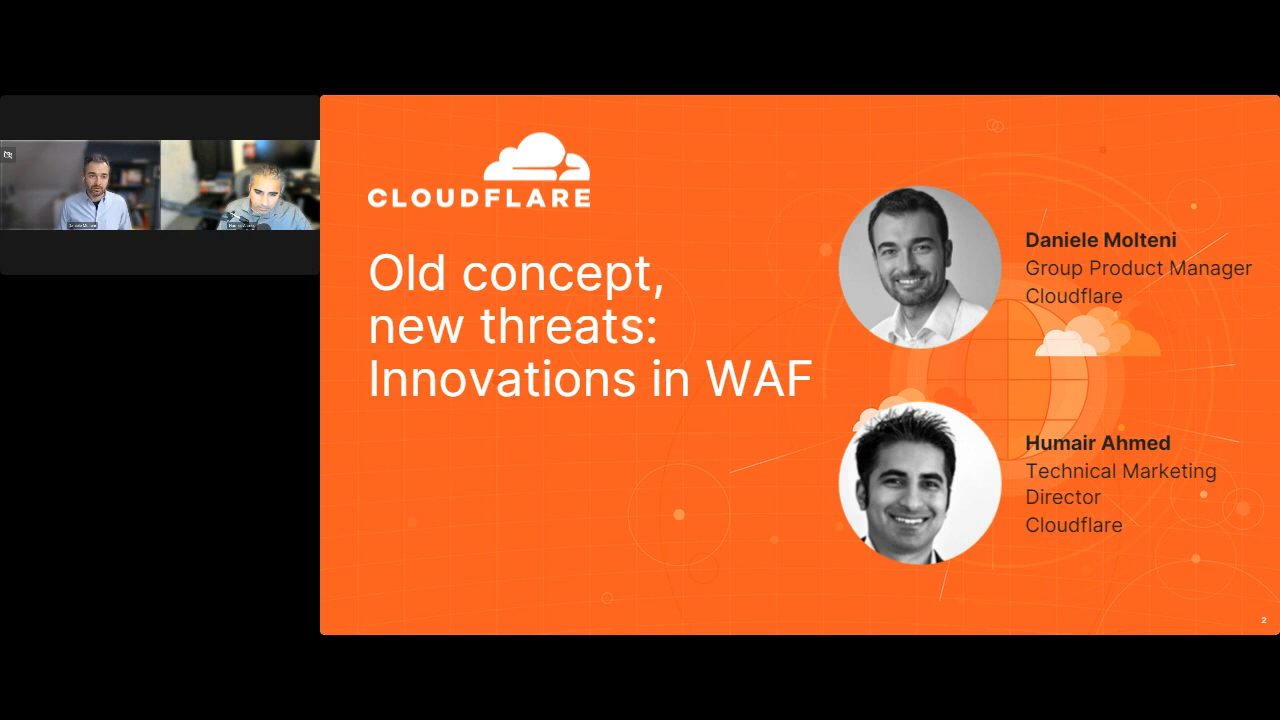 CLOUDFLARE
Old concept,
new threats:
Innovations in WAF
Daniele Molteni
Group Product Manager
Cloudflare
Humair Ahmed
Technical Marketing
Director
Cloudflare
2